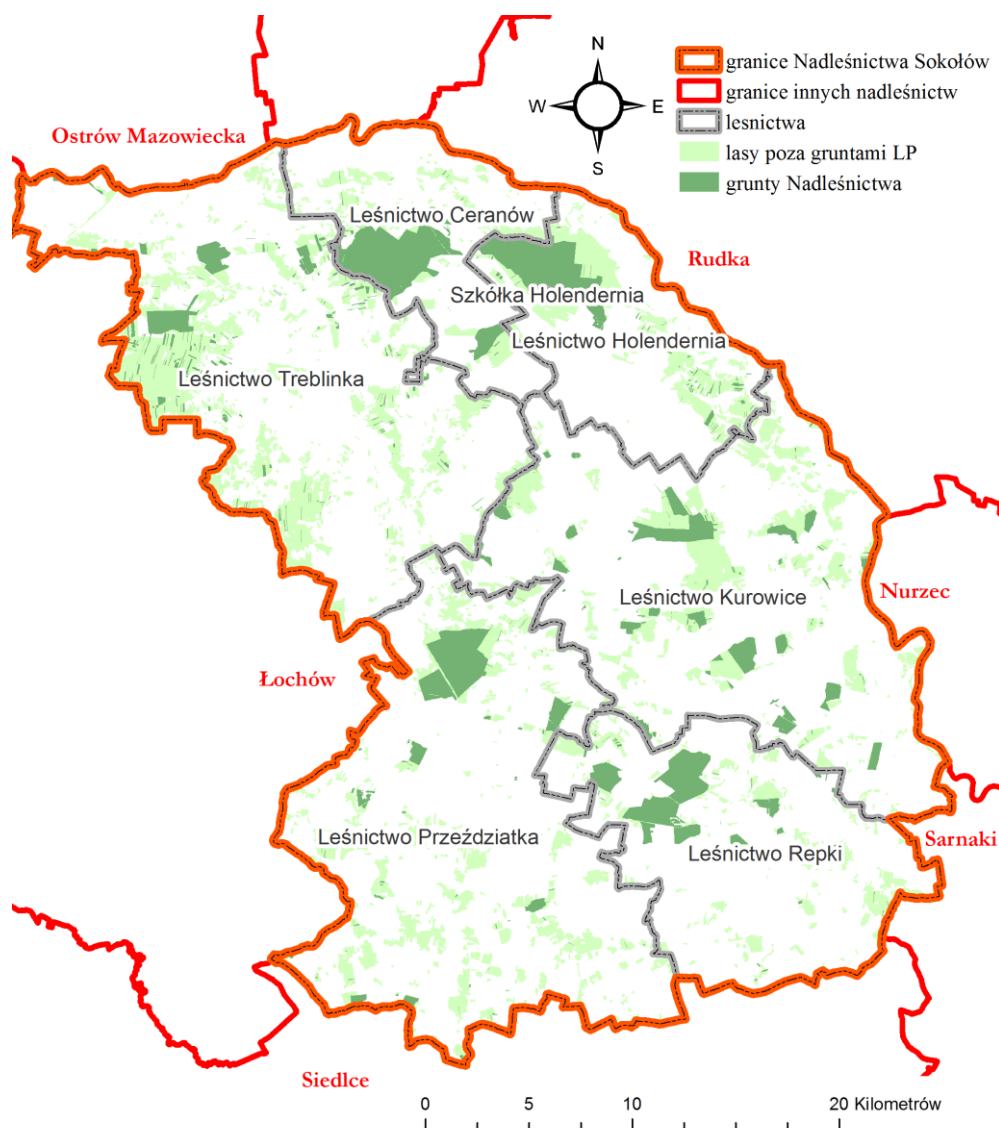 N
W E
S
granice Nadleśnictwa Sokołów
granice innych nadleśnictw
lesnictwa
lasy poza gruntami LP
grunty Nadleśnictwa
Ostrów Mazowiecka
Leśnictwo Ceranów
Rudka
Szkółka Holendernia
Leśnictwo Holendernia
Leśnictwo Treblinka
Leśnictwo Kurowice
Nurzec
Łochów
Leśnictwo Przeździatka
Sarnaki
Leśnictwo Repki
Siedlce
0 5 10 20 Kilometrów